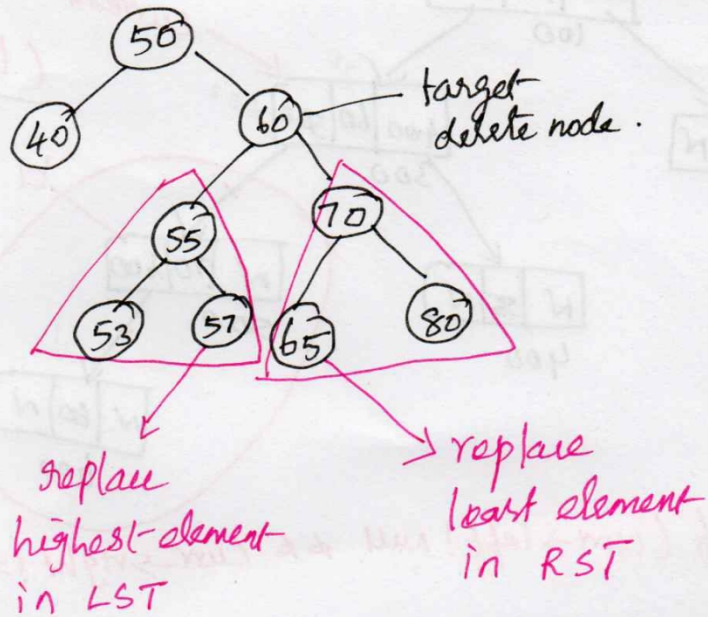 50
40
60
target
delete node.
55
70
53
57
65
80
replace
highest-element
in LST
replace
least element
in RST